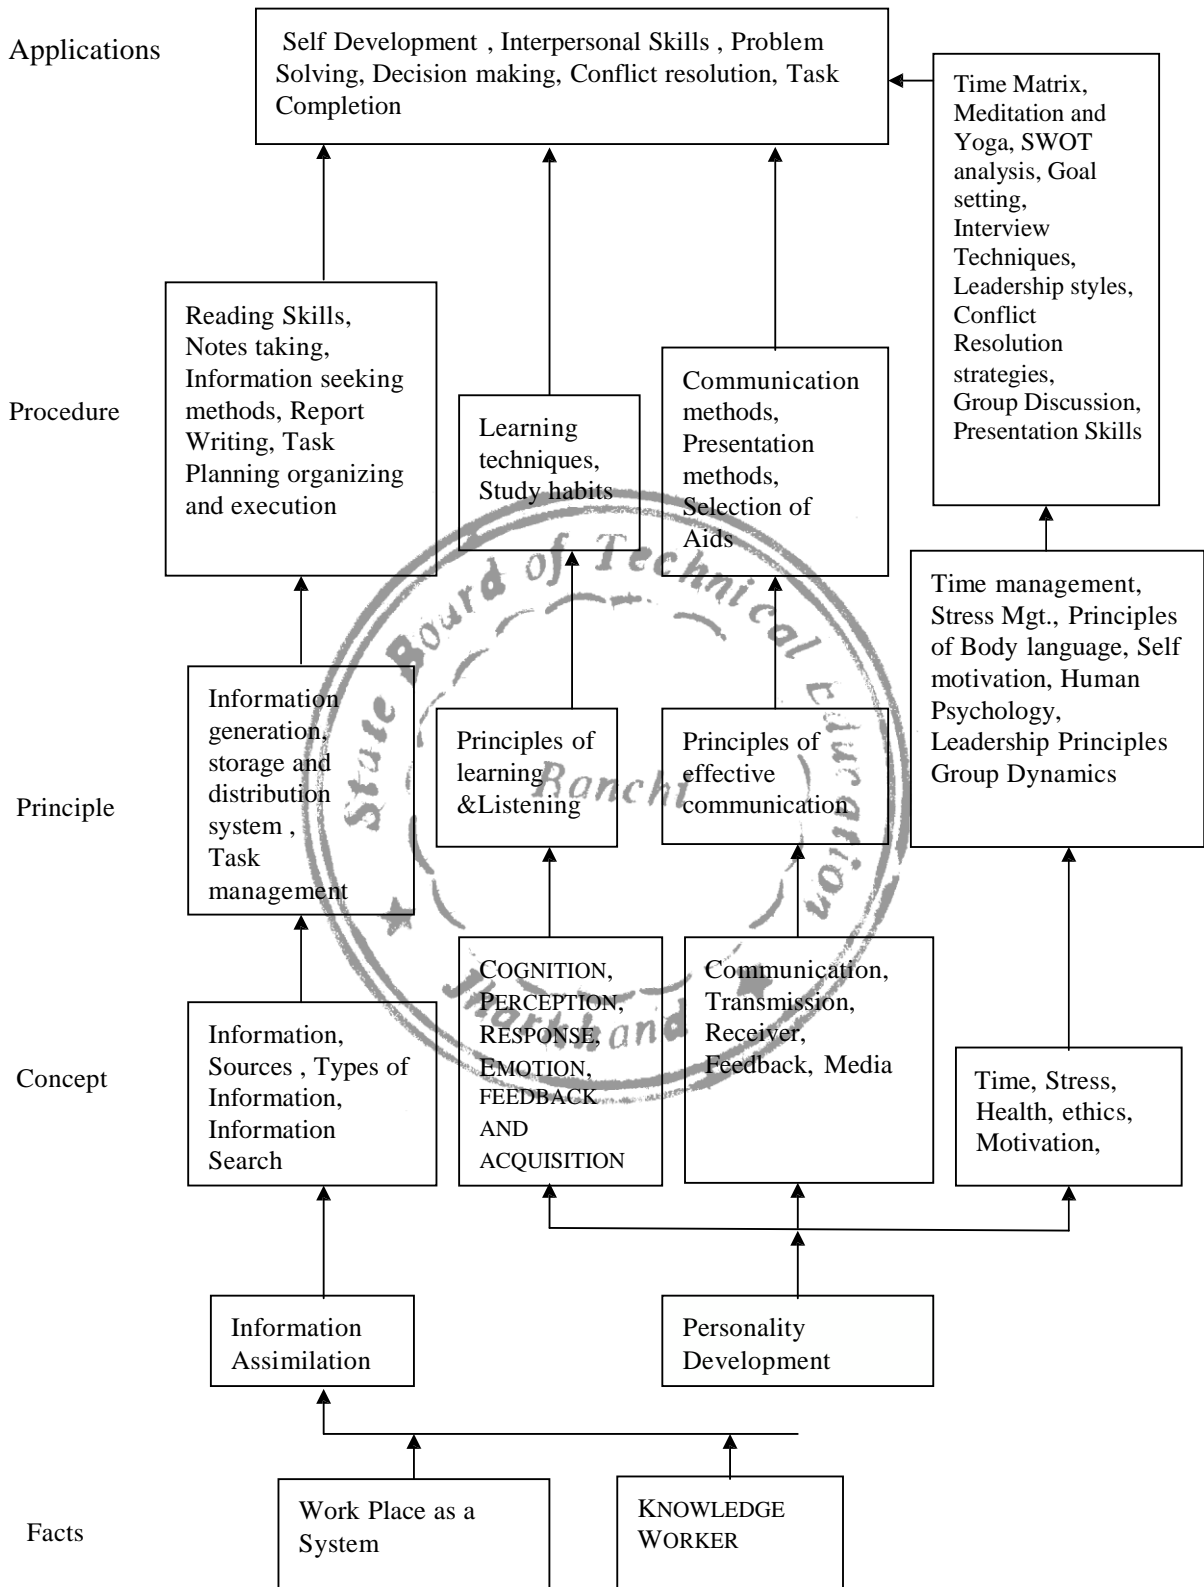 Applications
Self Development , Interpersonal Skills , Problem
Solving, Decision making, Conflict resolution, Task
Completion
Time Matrix,
Meditation and
Yoga, SWOT
analysis, Goal
setting,
Interview
Techniques,
Leadership styles,
Conflict
Resolution
strategies,
Group Discussion,
Presentation Skills
Procedure
Reading Skills,
Notes taking,
Information seeking
methods, Report
Writing, Task
Planning organizing
and execution
Learning
techniques,
Study habits
Communication
methods,
Presentation
methods,
Selection of
Aids
Principle
Information
generation,
storage and
distribution
system ,
Task
management
Principles of
learning
&Listening
Principles of
effective
communication
Time management,
Stress Mgt., Principles
of Body language, Self
motivation, Human
Psychology,
Leadership Principles
Group Dynamics
State Board of Technical Education
Ranchi
Jharkhand
Concept
Information,
Sources , Types of
Information,
Information
Search
COGNITION,
PERCEPTION,
RESPONSE,
EMOTION,
FEEDBACK
AND
ACQUISITION
Communication,
Transmission,
Receiver,
Feedback, Media
Time, Stress,
Health, ethics,
Motivation,
Information
Assimilation
Personality
Development
Facts
Work Place as a
System
KNOWLEDGE
WORKER